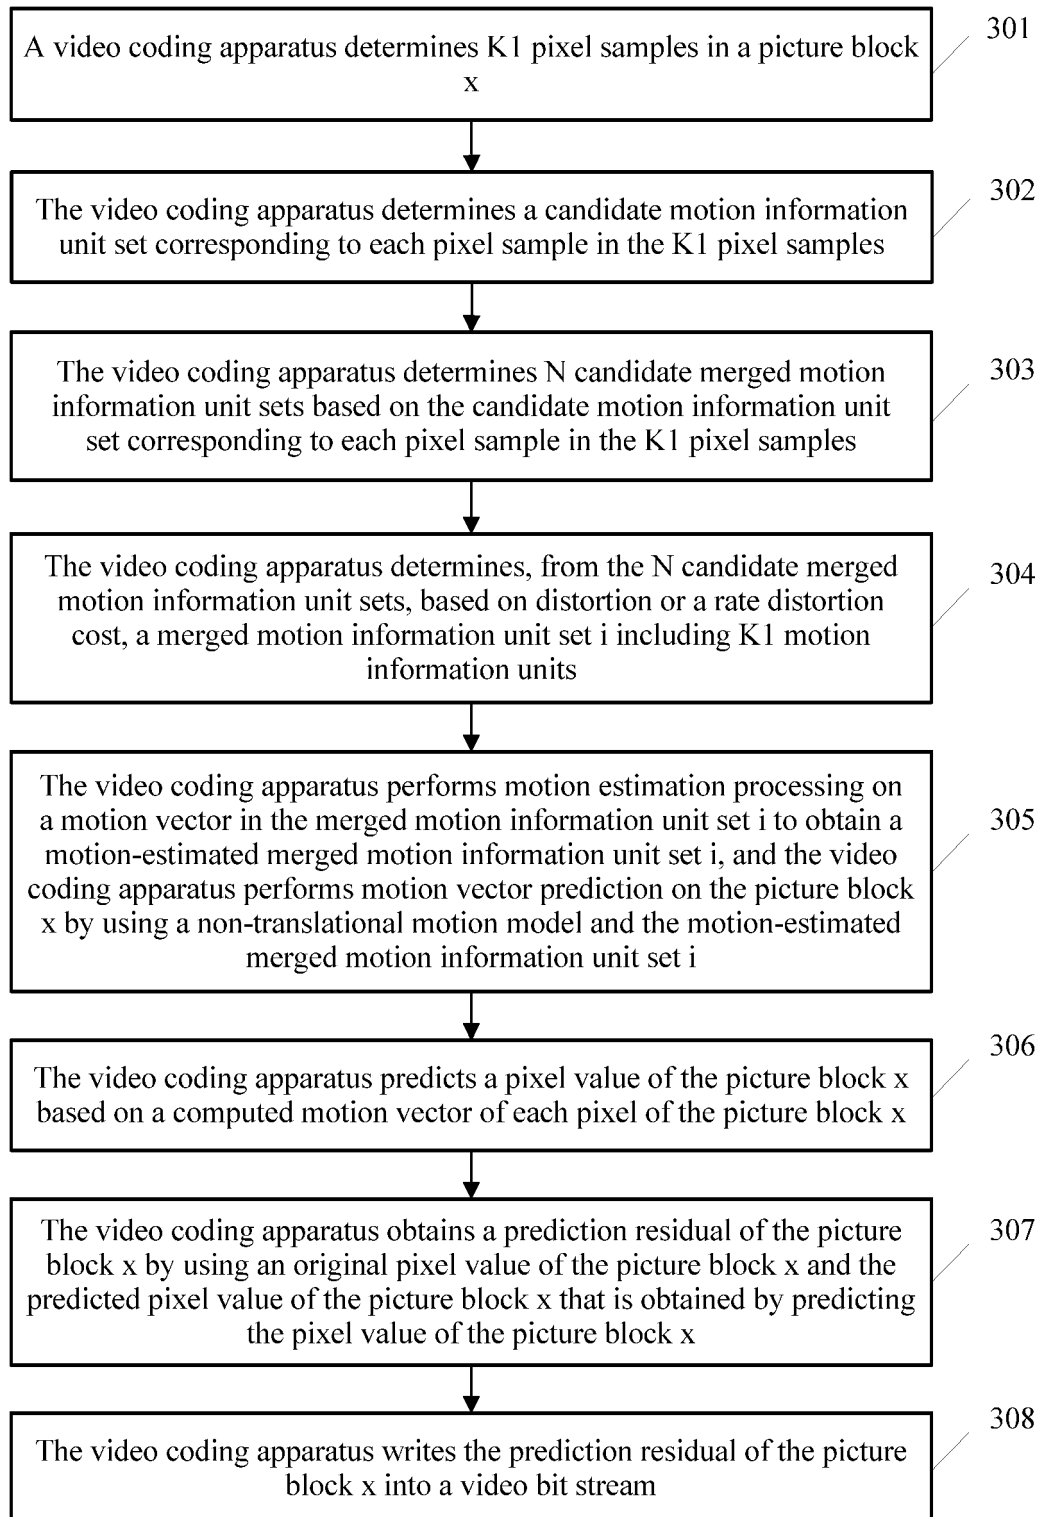 A video coding apparatus determines K1 pixel samples in a picture block
x
301
The video coding apparatus determines a candidate motion information
unit set corresponding to each pixel sample in the K1 pixel samples
302
The video coding apparatus determines N candidate merged motion
information unit sets based on the candidate motion information unit
set corresponding to each pixel sample in the K1 pixel samples
303
The video coding apparatus determines, from the N candidate merged
motion information unit sets, based on distortion or a rate distortion
cost, a merged motion information unit set i including K1 motion
information units
304
The video coding apparatus performs motion estimation processing on
a motion vector in the merged motion information unit set i to obtain a
motion-estimated merged motion information unit set i, and the video
coding apparatus performs motion vector prediction on the picture block
x by using a non-translational motion model and the motion-estimated
merged motion information unit set i
305
The video coding apparatus predicts a pixel value of the picture block x
based on a computed motion vector of each pixel of the picture block x
306
The video coding apparatus obtains a prediction residual of the picture
block x by using an original pixel value of the picture block x and the
predicted pixel value of the picture block x that is obtained by predicting
the pixel value of the picture block x
307
The video coding apparatus writes the prediction residual of the picture
block x into a video bit stream
308